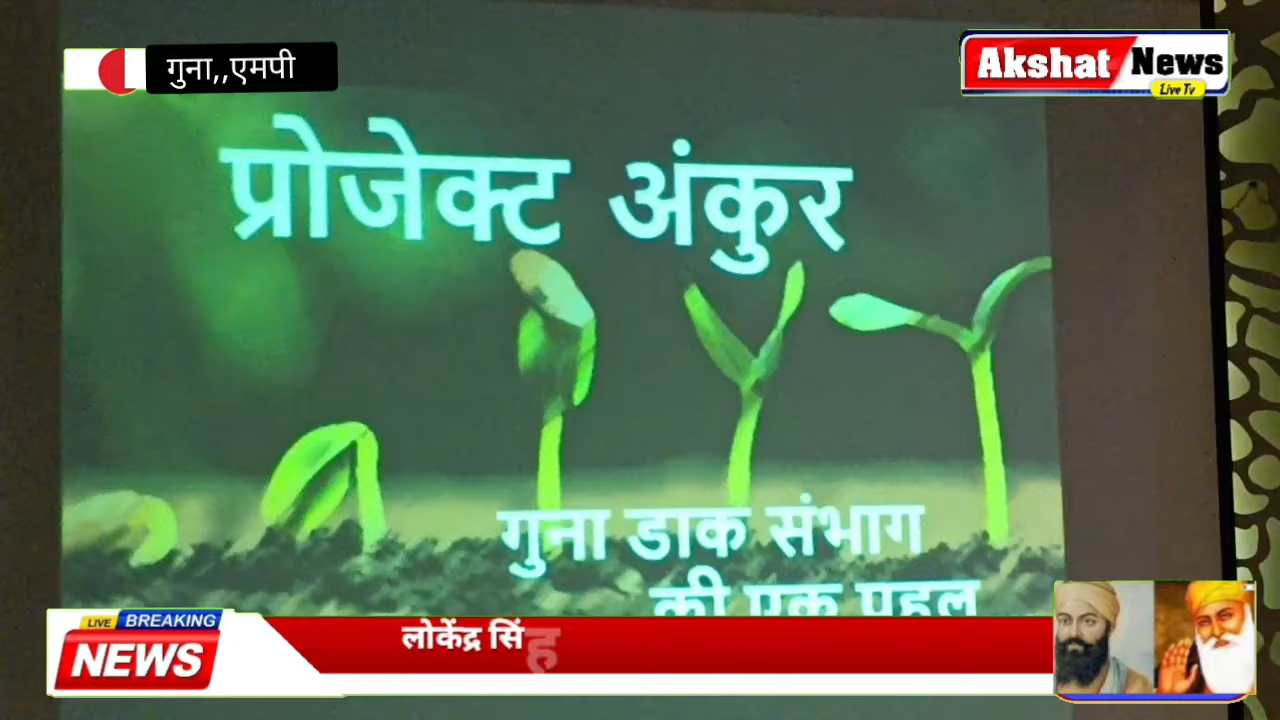 गुना,,एमपी
Akshat News
Live Tv
प्रोजेक्ट अंकुर
गुना डाक संभाग
की एक पहल
LIVE BREAKING
NEWS
लोकेंद्र सिंह